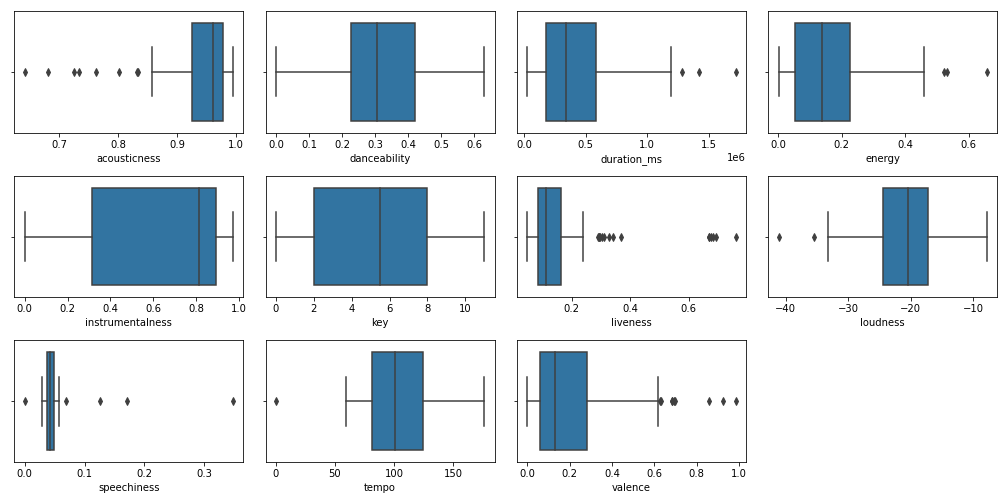 0.7 0.8 0.9 1.0
acousticness
0.0 0.1 0.2 0.3 0.4 0.5 0.6
danceability
0.0 0.5 1.0 1.5
1e6
duration_ms
0.0 0.2 0.4 0.6
energy
0.0 0.2 0.4 0.6 0.8 1.0
instrumentalness
0 2 4 6 8 10
key
0.2 0.4 0.6
liveness
−40 −30 −20 −10
loudness
0.0 0.1 0.2 0.3
speechiness
0 50 100 150
tempo
0.0 0.2 0.4 0.6 0.8 1.0
valence